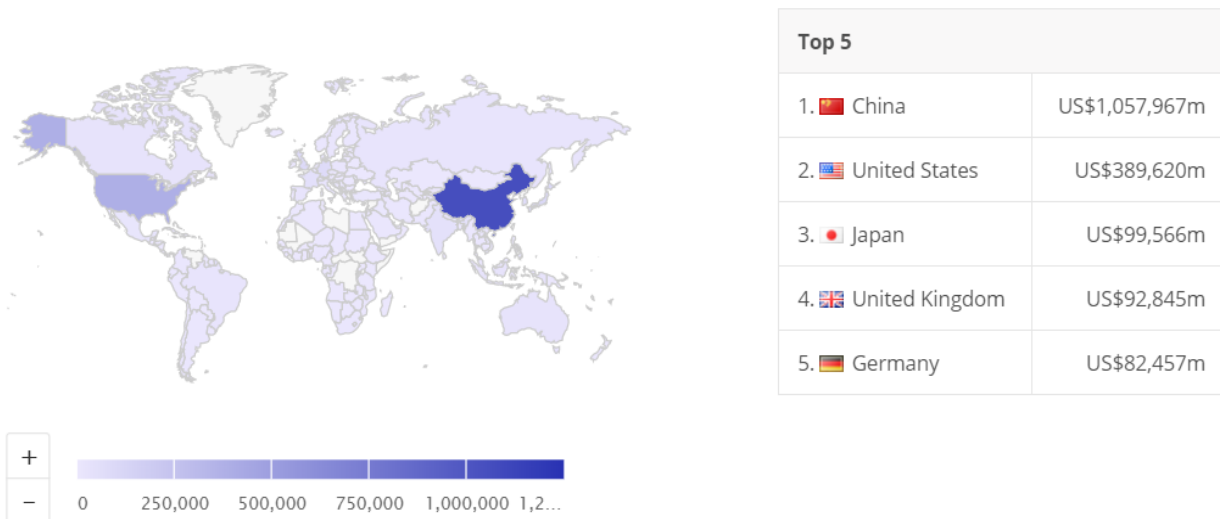 Top 5
1. China US$1,057,967m
2. United States US$389,620m
3. Japan US$99,566m
4. United Kingdom US$92,845m
5. Germany US$82,457m
+
−
0 250,000 500,000 750,000 1,000,000 1,2...